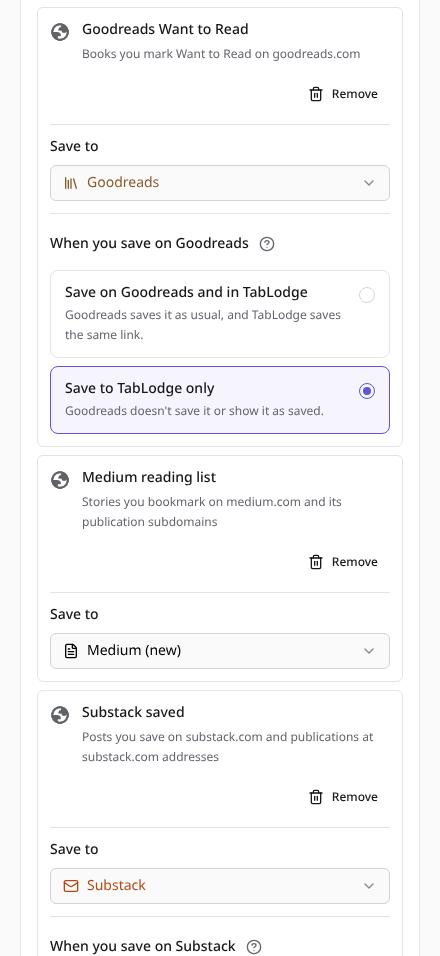 Goodreads Want to Read
Books you mark Want to Read on goodreads.com
Remove
Save to
Goodreads
When you save on Goodreads
Save on Goodreads and in TabLodge
Goodreads saves it as usual, and TabLodge saves
the same link.
Save to TabLodge only
Goodreads doesn't save it or show it as saved.
Medium reading list
Stories you bookmark on medium.com and its
publication subdomains
Remove
Save to
Medium (new)
Substack saved
Posts you save on substack.com and publications at
substack.com addresses
Remove
Save to
Substack
When you save on Substack